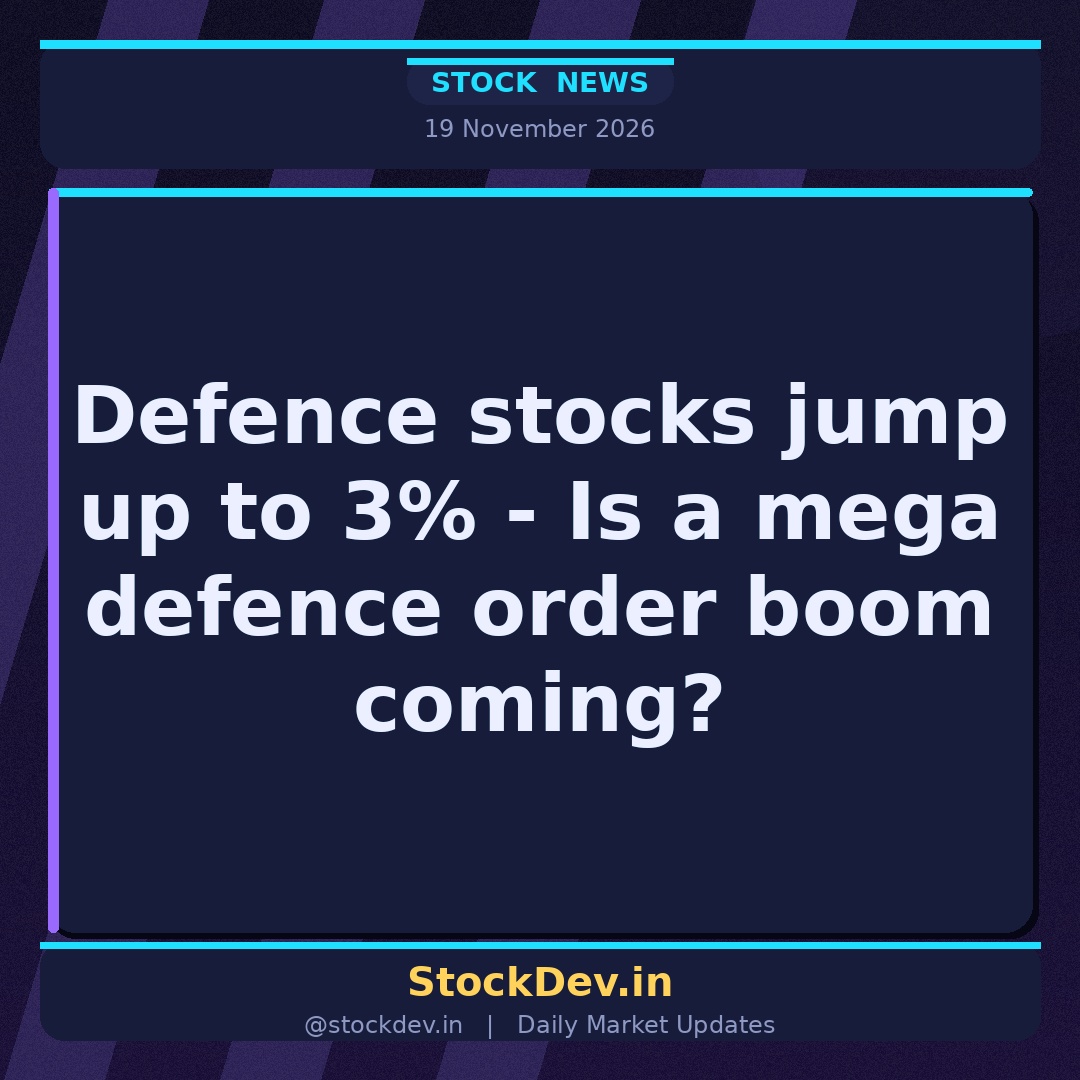 STOCK NEWS
19 November 2026
Defence stocks jump
up to 3% - Is a mega
defence order boom
coming?
StockDev.in
@stockdev.in | Daily Market Updates